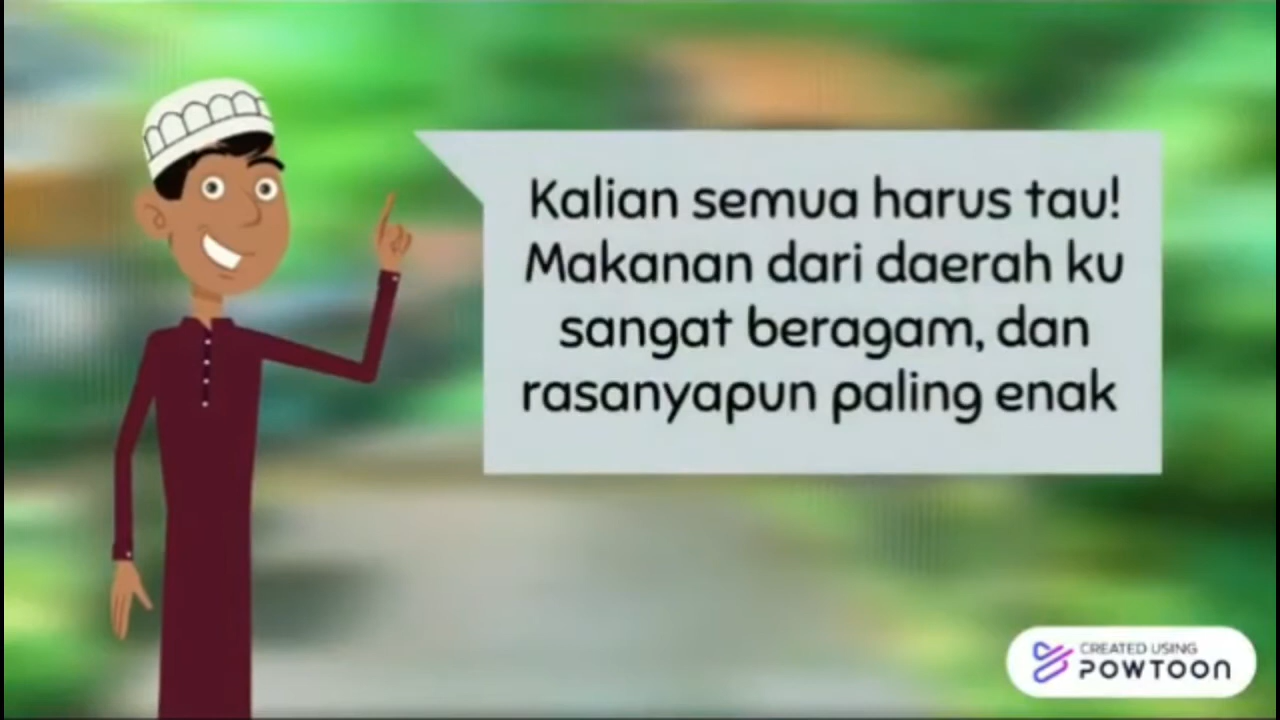 Kalian semua harus tau!
Makanan dari daerah ku
sangat beragam, dan
rasanyapun paling enak
CREATED USING
POWTOON